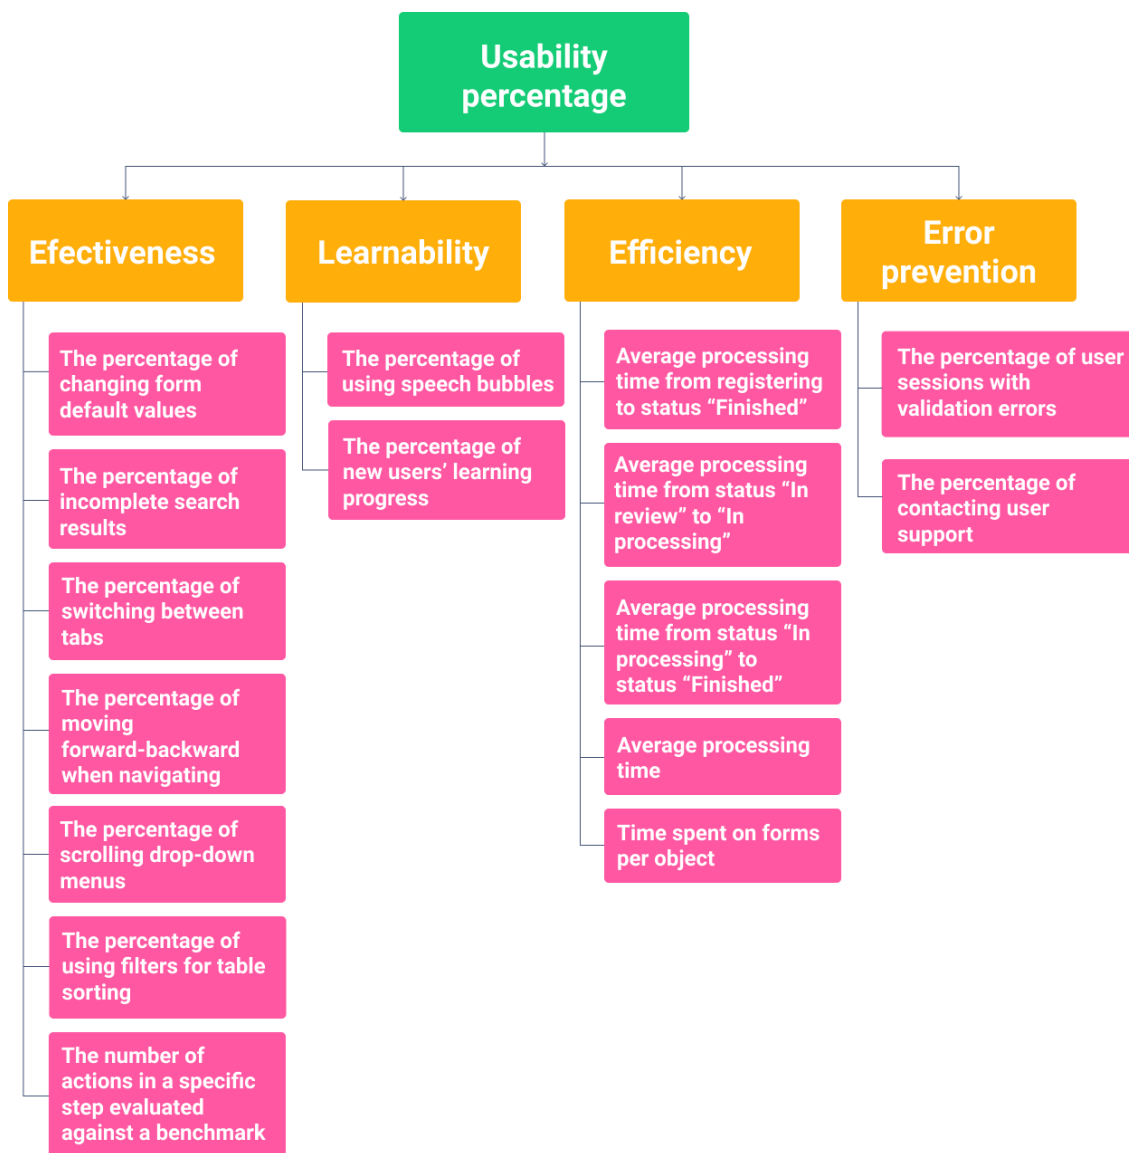 Usability
percentage
Efectiveness
Learnability
Efficiency
Error
prevention
The percentage of
changing form
default values
The percentage of
incomplete search
results
The percentage of
switching between
tabs
The percentage of
moving
forward-backward
when navigating
The percentage of
scrolling drop-down
menus
The percentage of
using filters for table
sorting
The number of
actions in a specific
step evaluated
against a benchmark
The percentage of
using speech bubbles
The percentage of
new users’ learning
progress
Average processing
time from registering
to status “Finished”
Average processing
time from status “In
review” to “In
processing”
Average processing
time from status “In
processing” to
status “Finished”
Average processing
time
Time spent on forms
per object
The percentage of user
sessions with
validation errors
The percentage of
contacting user
support